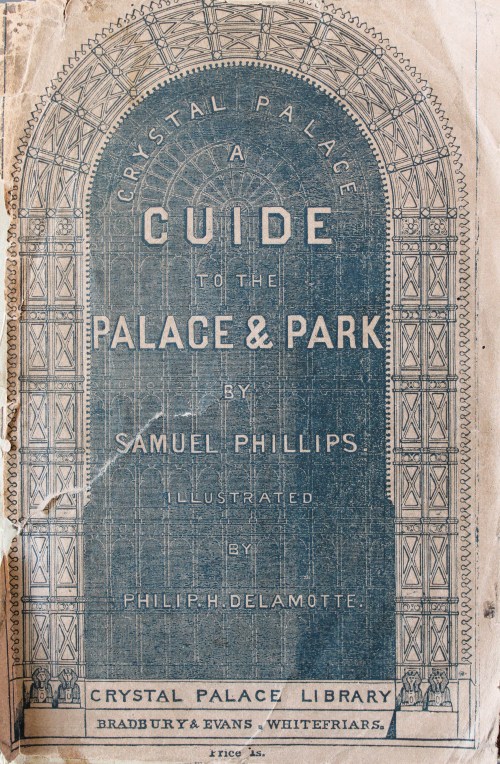 CRYSTAL PALACE
A
GUIDE
TO THE
PALACE & PARK
BY
SAMUEL PHILLIPS.
ILLUSTRATED
BY
PHILIP. H. DELAMOTTE.
CRYSTAL PALACE LIBRARY
BRADBURY & EVANS. WHITEFRIARS.
Price 1s.